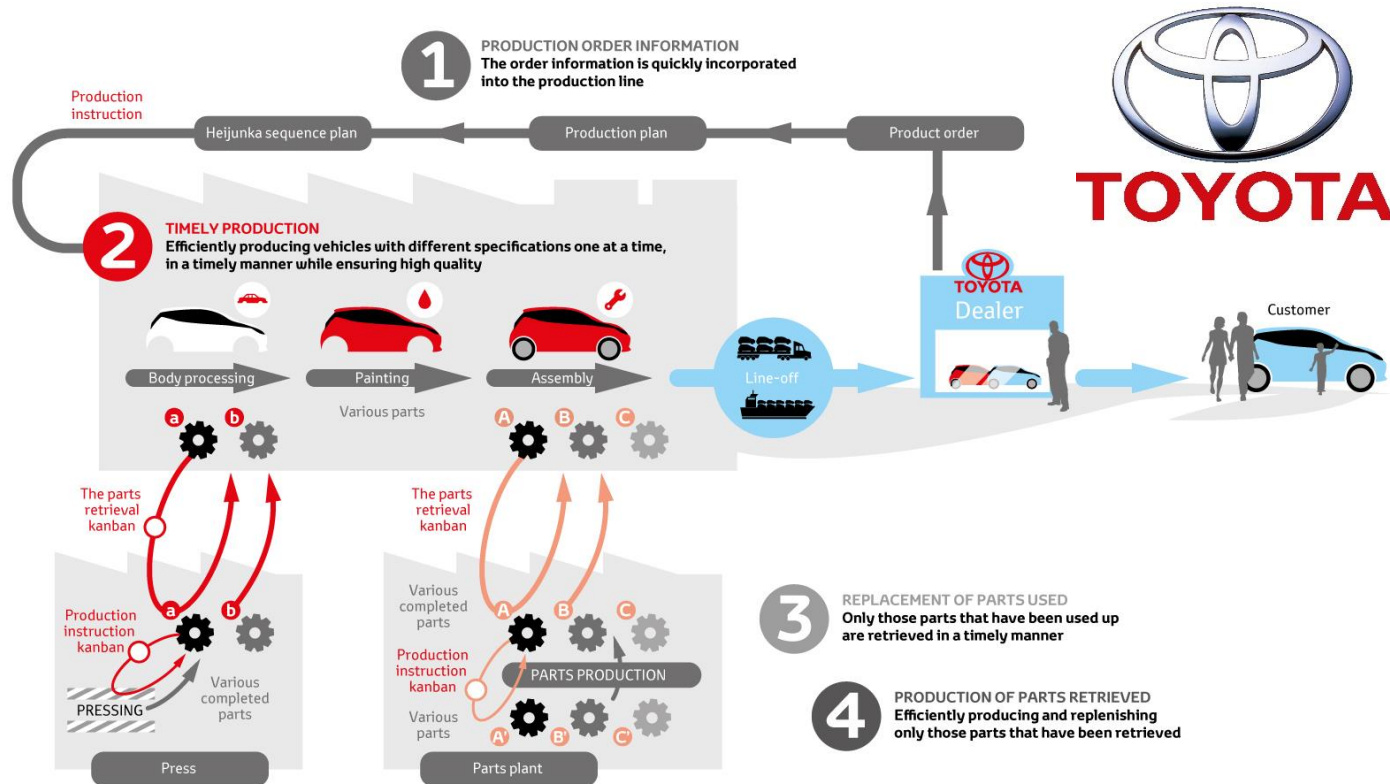 1
PRODUCTION ORDER INFORMATION
The order information is quickly incorporated
into the production line
TOYOTA
Production
instruction
Heijunka sequence plan
Production plan
Product order
2
TIMELY PRODUCTION
Efficiently producing vehicles with different specifications one at a time,
in a timely manner while ensuring high quality
Body processing
Painting
Assembly
Various parts
Line-off
TOYOTA
Dealer
Customer
a
b
A
B
C
The parts
retrieval
kanban
The parts
retrieval
kanban
a
b
Production
instruction
kanban
PRESSING
Various
completed
parts
Press
Various
completed
parts
A
B
C
Production
instruction
kanban
PARTS PRODUCTION
Various
parts
A'
B'
C'
Parts plant
3
REPLACEMENT OF PARTS USED
Only those parts that have been used up
are retrieved in a timely manner
4
PRODUCTION OF PARTS RETRIEVED
Efficiently producing and replenishing
only those parts that have been retrieved